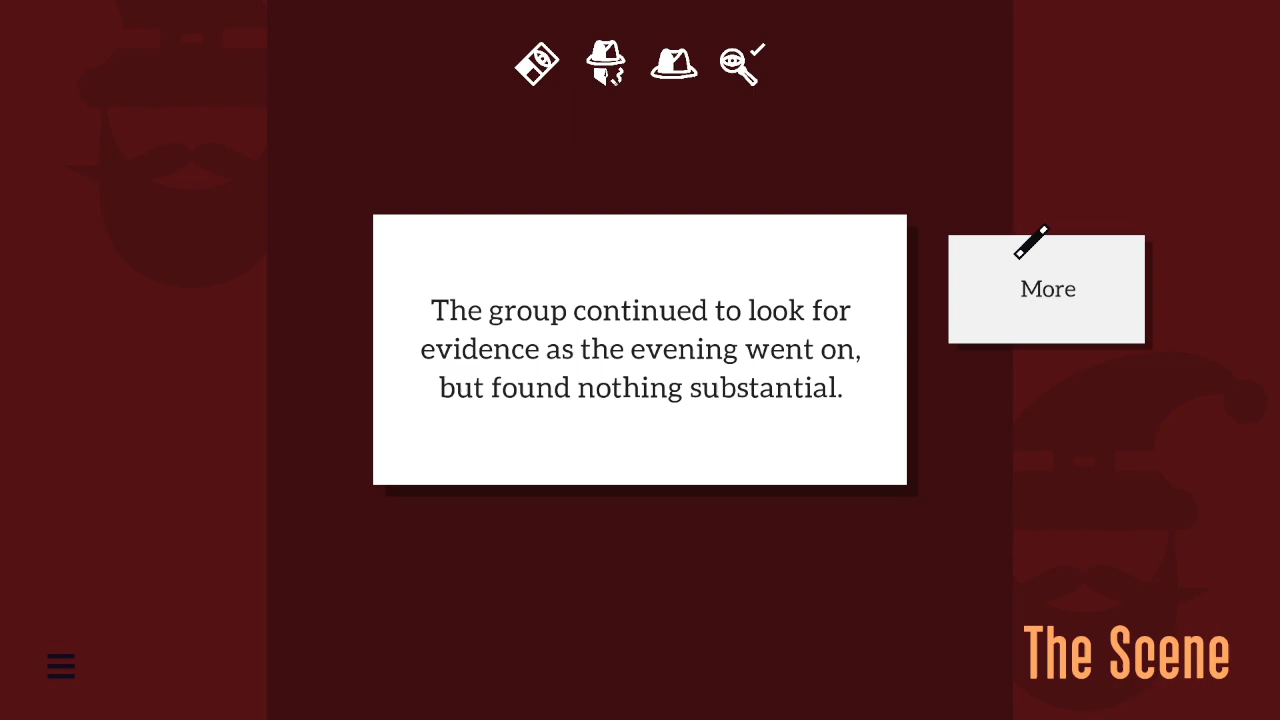 The group continued to look for
evidence as the evening went on,
but found nothing substantial.
More
The Scene